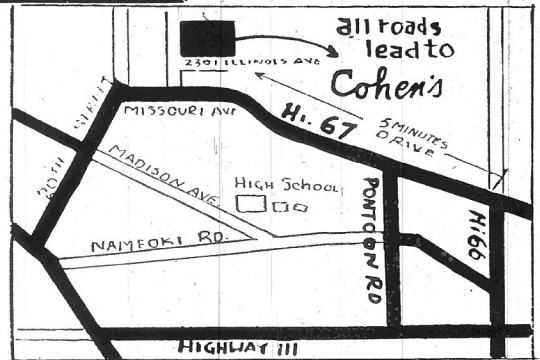 all roads
lead to
Cohen's
2301 ILLINOIS AVE
MISSOURI AVE
Hi. 67
5 MINUTES
DRIVE
20TH STREET
MADISON AVE.
HIGH SCHOOL
NAMEOKI RD.
PONTOON RD
Hi 66
HIGHWAY III